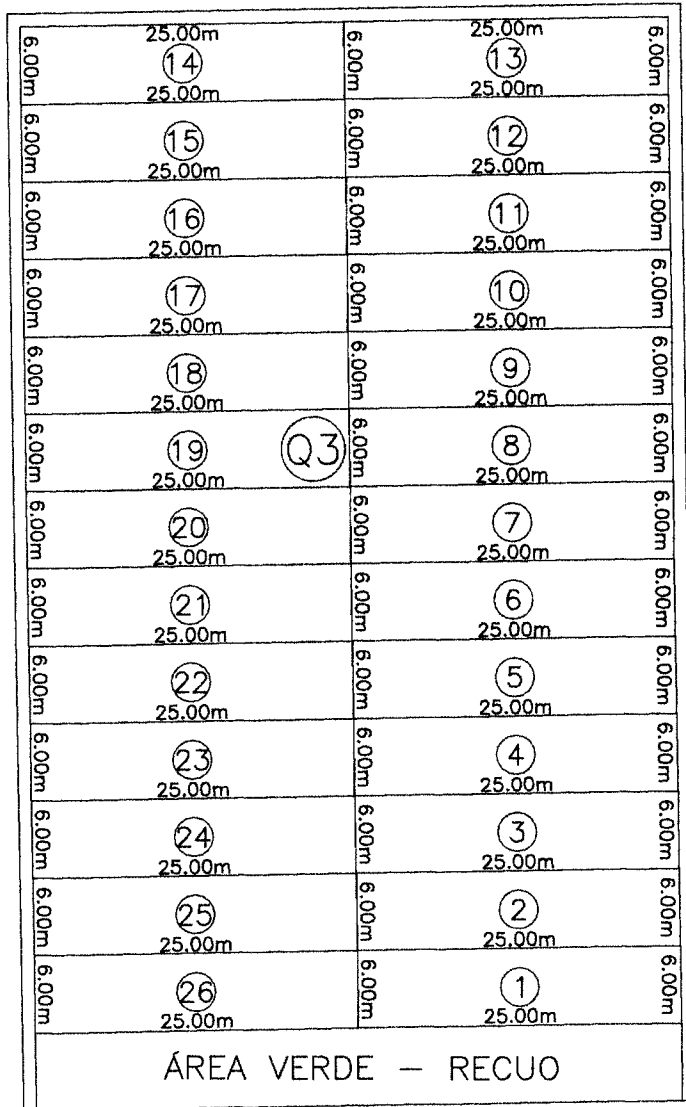 25.00m 25.00m
6.00m 14 6.00m 13 6.00m
25.00m 25.00m
6.00m 15 6.00m 12 6.00m
25.00m 25.00m
6.00m 16 6.00m 11 6.00m
25.00m 25.00m
6.00m 17 6.00m 10 6.00m
25.00m 25.00m
6.00m 18 6.00m 9 6.00m
25.00m 25.00m
6.00m 19 Q3 6.00m 8 6.00m
25.00m 25.00m
6.00m 20 6.00m 7 6.00m
25.00m 25.00m
6.00m 21 6.00m 6 6.00m
25.00m 25.00m
6.00m 22 6.00m 5 6.00m
25.00m 25.00m
6.00m 23 6.00m 4 6.00m
25.00m 25.00m
6.00m 24 6.00m 3 6.00m
25.00m 25.00m
6.00m 25 6.00m 2 6.00m
25.00m 25.00m
6.00m 26 6.00m 1 6.00m
25.00m 25.00m
ÁREA VERDE – RECUO